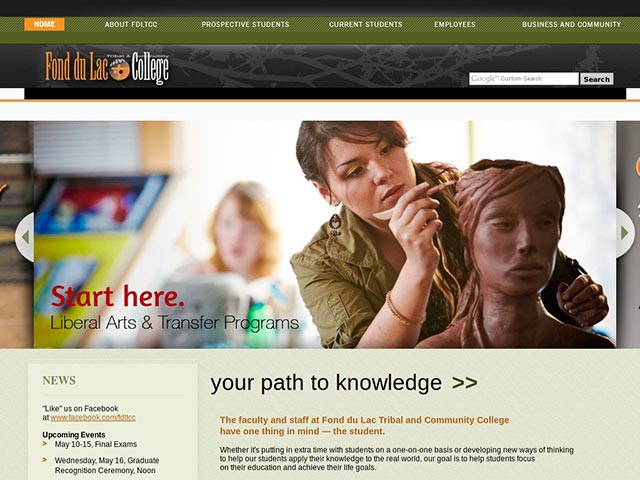 HOME
ABOUT FDLTCC
PROSPECTIVE STUDENTS
CURRENT STUDENTS
EMPLOYEES
BUSINESS AND COMMUNITY
Tribal & Community
Fond du Lac College
Google™ Custom Search
Search
Start here.
Liberal Arts & Transfer Programs
NEWS
"Like" us on Facebook
at www.facebook.com/fdltcc
Upcoming Events
> May 10-15, Final Exams
> Wednesday, May 16, Graduate
Recognition Ceremony, Noon
your path to knowledge >>
The faculty and staff at Fond du Lac Tribal and Community College
have one thing in mind — the student.
Whether it's putting in extra time with students on a one-on-one basis or developing new ways of thinking
to help our students apply their knowledge to the real world, our goal is to help students focus
on their education and achieve their life goals.